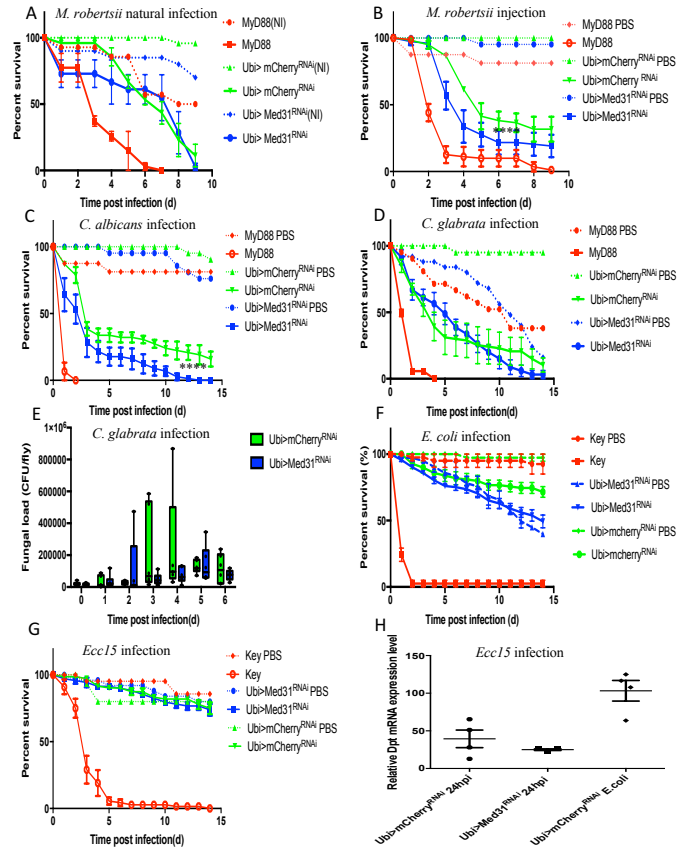 A
M. robertsii natural infection
Percent survival
100
50
0
0 2 4 6 8 10
Time post infection (d)
MyD88(NI)
MyD88
Ubi> mCherryRNAi(NI)
Ubi> mCherryRNAi
Ubi> Med31RNAi(NI)
Ubi> Med31RNAi
B
M. robertsii injection
Percent survival
100
50
0
0 2 4 6 8 10
****
Time post infection (d)
MyD88 PBS
MyD88
Ubi>mCherryRNAi PBS
Ubi>mCherry RNAi
Ubi>Med31RNAi PBS
Ubi>Med31RNAi
C
C. albicans infection
Percent survival
100
50
0
0 5 10 15
****
Time post infection (d)
MyD88 PBS
MyD88
Ubi>mCherryRNAi PBS
Ubi>mCherryRNAi
Ubi>Med31RNAi PBS
Ubi>Med31RNAi
D
C. glabrata infection
Percent survival
100
50
0
0 5 10 15
Time post infection (d)
MyD88 PBS
MyD88
Ubi>mCherryRNAi PBS
Ubi>mCherryRNAi
Ubi>Med31RNAi PBS
Ubi>Med31RNAi
E
C. glabrata infection
Fungal load (CFU/fly)
1×10⁶
800000
600000
400000
200000
0
0 1 2 3 4 5 6
Time post infection(d)
Ubi>mCherryRNAi
Ubi>Med31RNAi
F
E. coli infection
Percent survival (%)
100
50
0
0 5 10 15
Time post infection(d)
Key PBS
Key
Ubi>Med31RNAi PBS
Ubi>Med31RNAi
Ubi>mcherryRNAi PBS
Ubi>mcherryRNAi
G
Ecc15 infection
Percent survival
100
50
0
0 5 10 15
Time post infection(d)
Key PBS
Key
Ubi>Med31RNAi PBS
Ubi>Med31RNAi
Ubi>mCherryRNAi PBS
Ubi>mCherryRNAi
H
Ecc15 infection
Relative Dpt mRNA expression level
150
100
50
0
Ubi>mCherryRNAi 24hpi
Ubi>Med31RNAi 24hpi
Ubi>mCherryRNAi E.coli